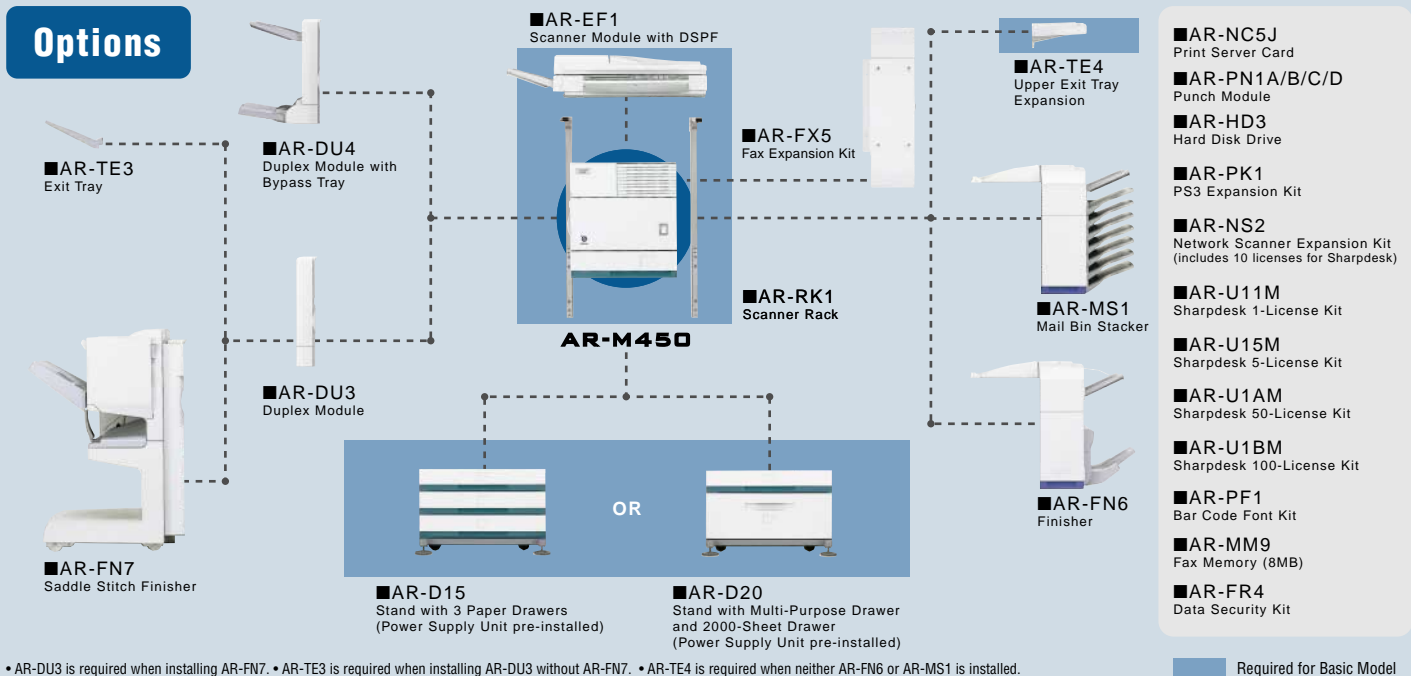 Options
■AR-EF1
Scanner Module with DSPF
■AR-TE3
Exit Tray
■AR-DU4
Duplex Module with
Bypass Tray
■AR-FX5
Fax Expansion Kit
■AR-TE4
Upper Exit Tray
Expansion
■AR-RK1
Scanner Rack
AR-M450
■AR-MS1
Mail Bin Stacker
■AR-DU3
Duplex Module
■AR-FN7
Saddle Stitch Finisher
OR
■AR-D15
Stand with 3 Paper Drawers
(Power Supply Unit pre-installed)
■AR-D20
Stand with Multi-Purpose Drawer
and 2000-Sheet Drawer
(Power Supply Unit pre-installed)
■AR-FN6
Finisher
■AR-NC5J
Print Server Card
■AR-PN1A/B/C/D
Punch Module
■AR-HD3
Hard Disk Drive
■AR-PK1
PS3 Expansion Kit
■AR-NS2
Network Scanner Expansion Kit
(includes 10 licenses for Sharpdesk)
■AR-U11M
Sharpdesk 1-License Kit
■AR-U15M
Sharpdesk 5-License Kit
■AR-U1AM
Sharpdesk 50-License Kit
■AR-U1BM
Sharpdesk 100-License Kit
■AR-PF1
Bar Code Font Kit
■AR-MM9
Fax Memory (8MB)
■AR-FR4
Data Security Kit
• AR-DU3 is required when installing AR-FN7. • AR-TE3 is required when installing AR-DU3 without AR-FN7. • AR-TE4 is required when neither AR-FN6 or AR-MS1 is installed.
Required for Basic Model